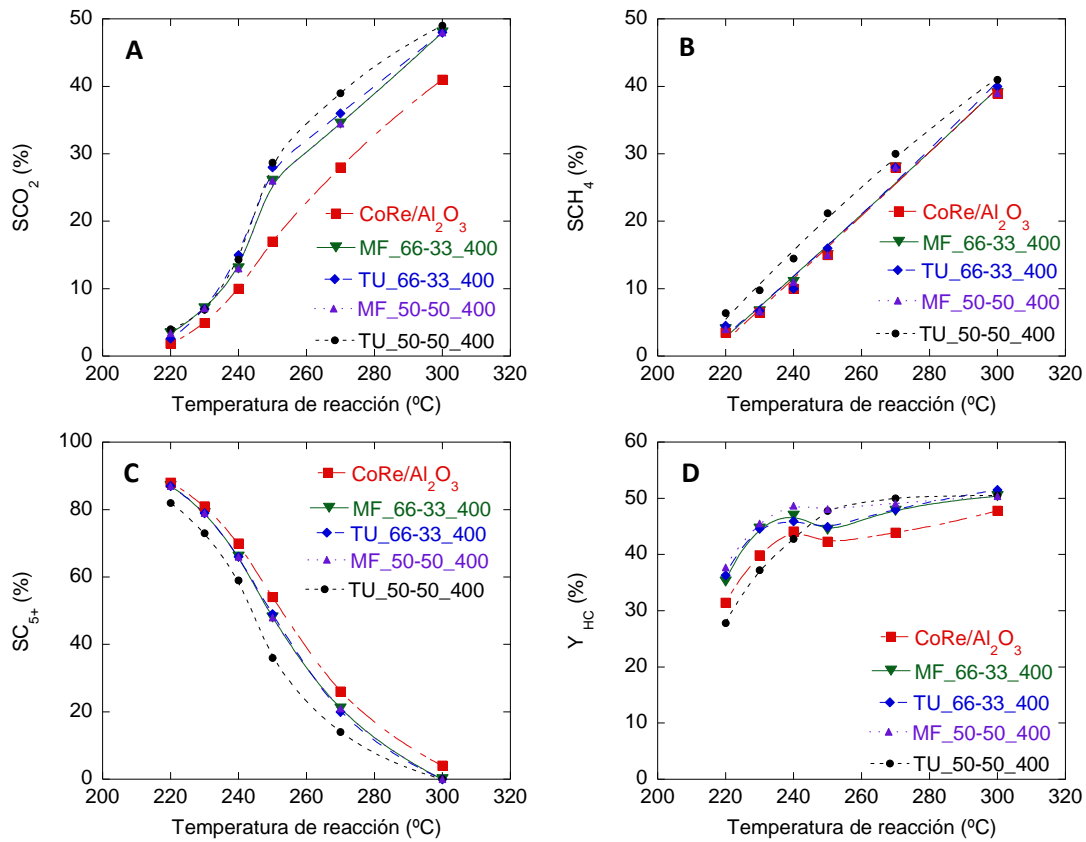 A
SCO₂ (%)
50
40
30
20
10
0
CoRe/Al₂O₃
MF_66-33_400
TU_66-33_400
MF_50-50_400
TU_50-50_400
200 220 240 260 280 300 320
Temperatura de reacción (ºC)
B
SCH₄ (%)
50
40
30
20
10
0
CoRe/Al₂O₃
MF_66-33_400
TU_66-33_400
MF_50-50_400
TU_50-50_400
200 220 240 260 280 300 320
Temperatura de reacción (ºC)
C
SC₅₊ (%)
100
80
60
40
20
0
CoRe/Al₂O₃
MF_66-33_400
TU_66-33_400
MF_50-50_400
TU_50-50_400
200 220 240 260 280 300 320
Temperatura de reacción (ºC)
D
Y HC (%)
60
50
40
30
20
10
0
CoRe/Al₂O₃
MF_66-33_400
TU_66-33_400
MF_50-50_400
TU_50-50_400
200 220 240 260 280 300 320
Temperatura de reacción (ºC)